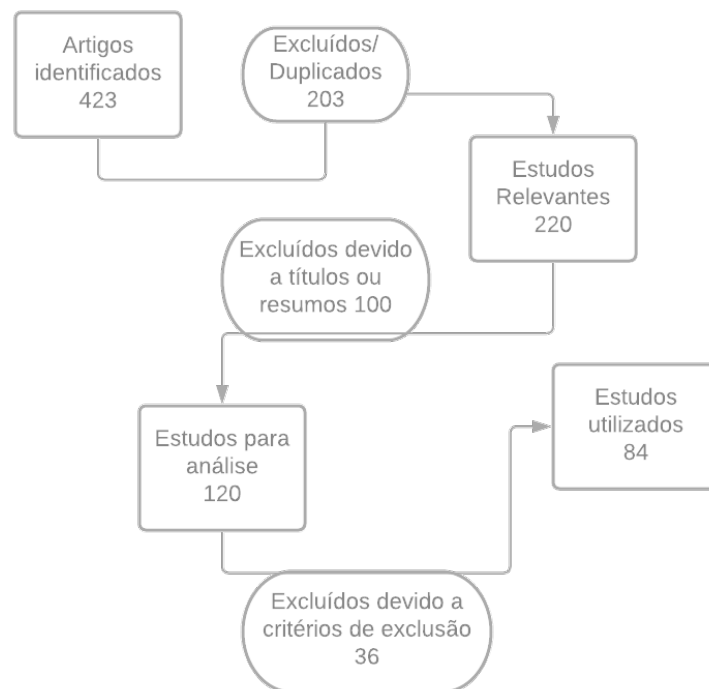 Artigos
identificados
423
Excluídos/
Duplicados
203
Estudos
Relevantes
220
Excluídos devido
a títulos ou
resumos 100
Estudos para
análise
120
Estudos
utilizados
84
Excluídos devido a
critérios de exclusão
36